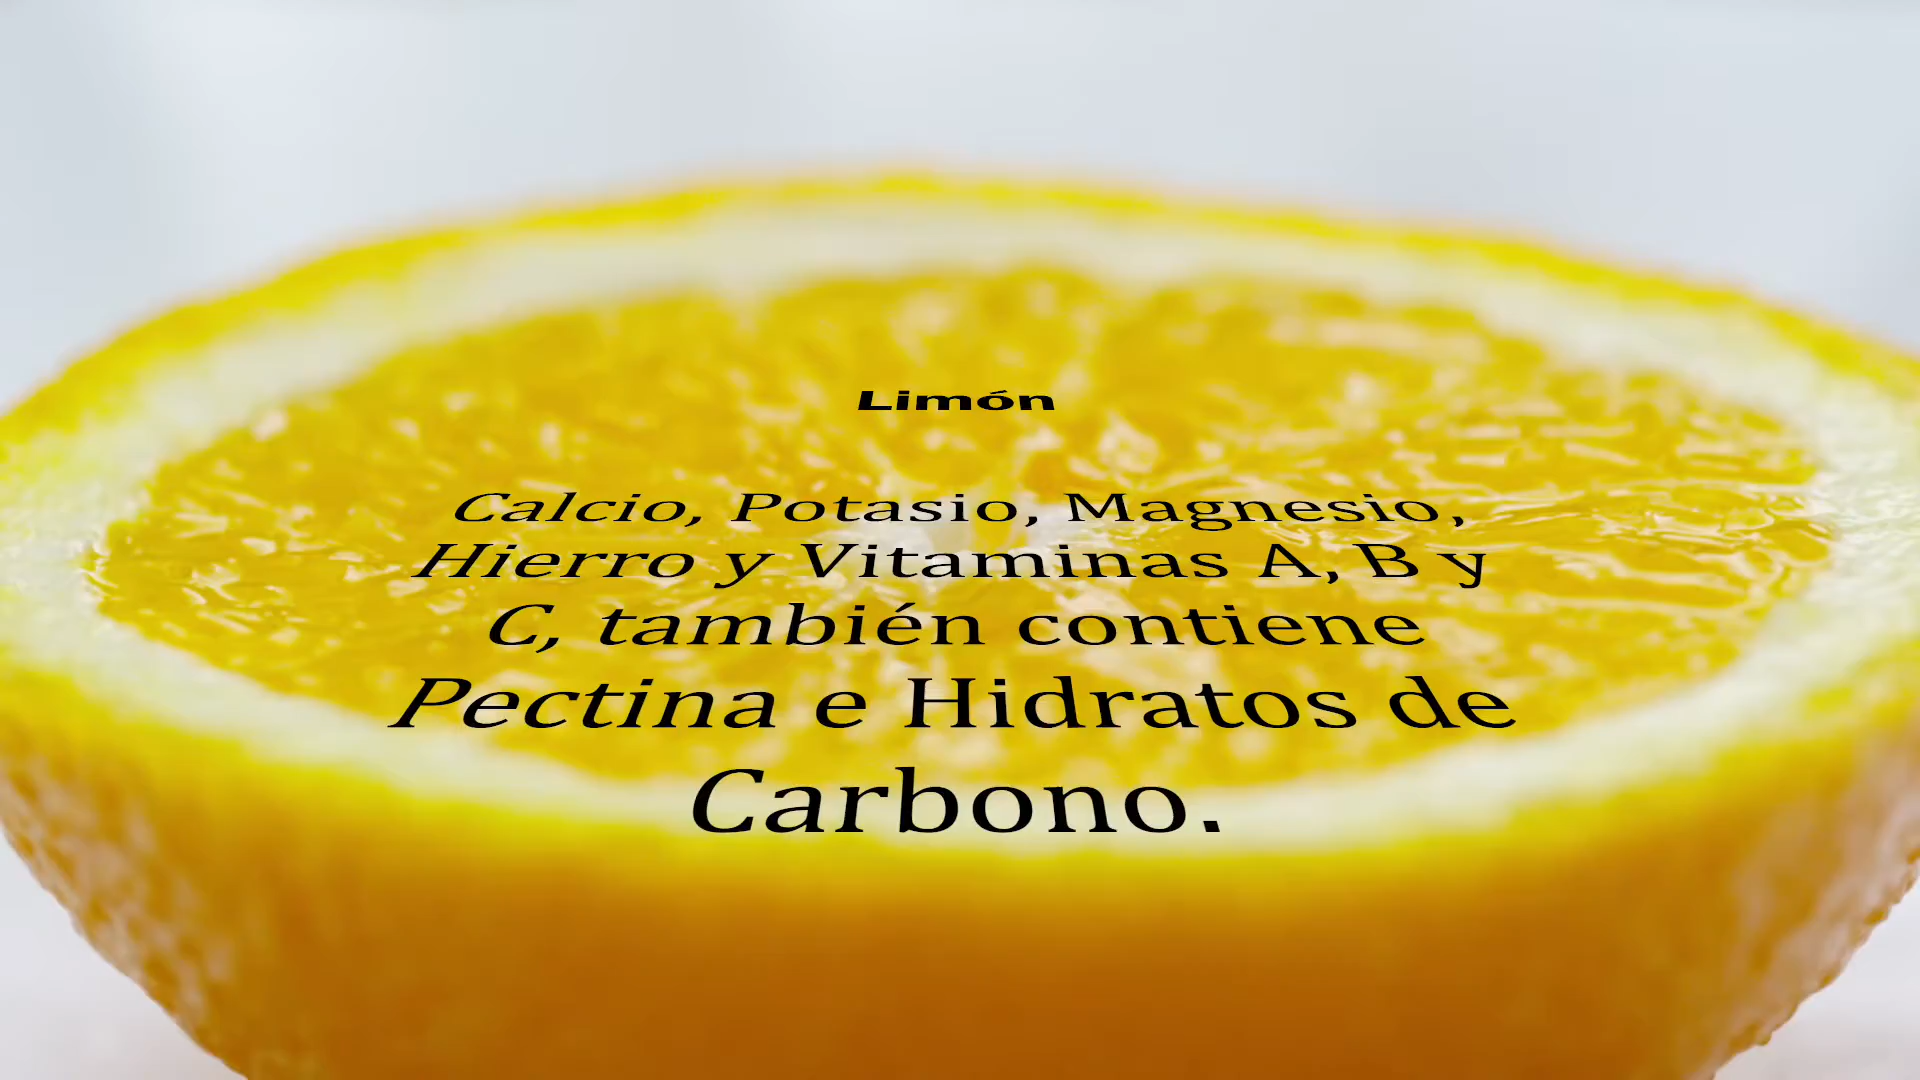 Limón
Calcio, Potasio, Magnesio,
Hierro y Vitaminas A, B y
C, también contiene
Pectina e Hidratos de
Carbono.